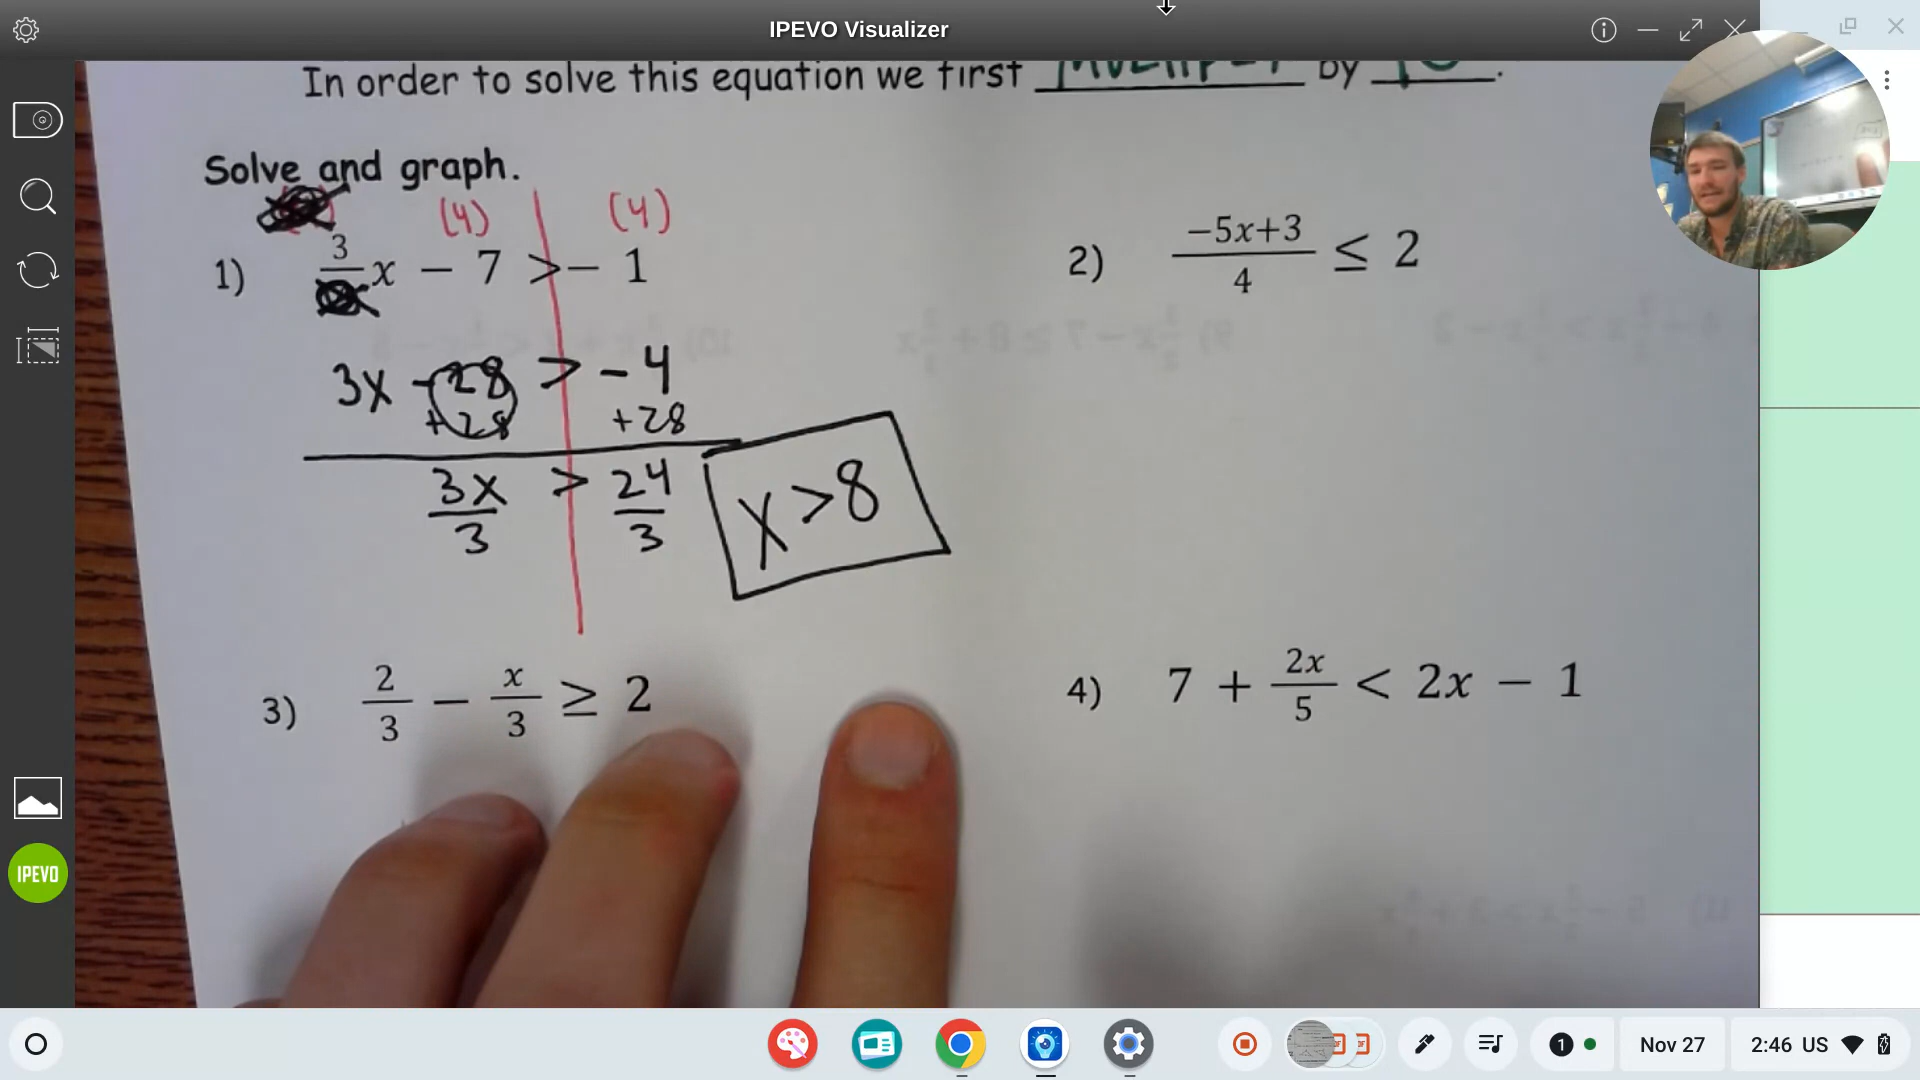 IPEVO Visualizer
In order to solve this equation we first MULTIPLY by
Solve and graph.
(4) (4)
1) 3 x − 7 > − 1
3x - 28 > - 4
+28 +28
3x > 24
3 3
x > 8
2) −5x+3 ≤ 2
4
3) 2/3 − x/3 ≥ 2
4) 7 + 2x/5 < 2x − 1
IPEVO
1
Nov 27
2:46 US